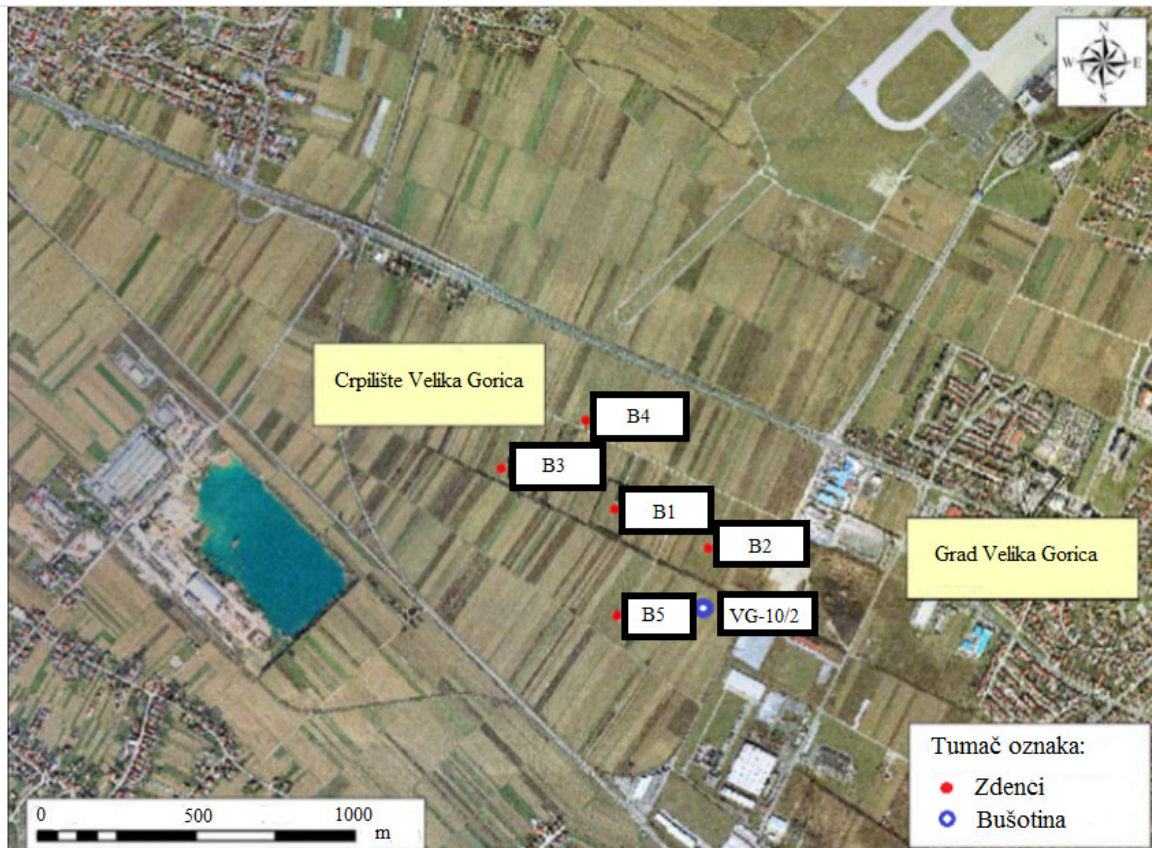 N
W E
S
Crpilište Velika Gorica
B4
B3
B1
B2
Grad Velika Gorica
B5
VG-10/2
Tumač oznaka:
Zdenci
Bušotina
0 500 1000
m